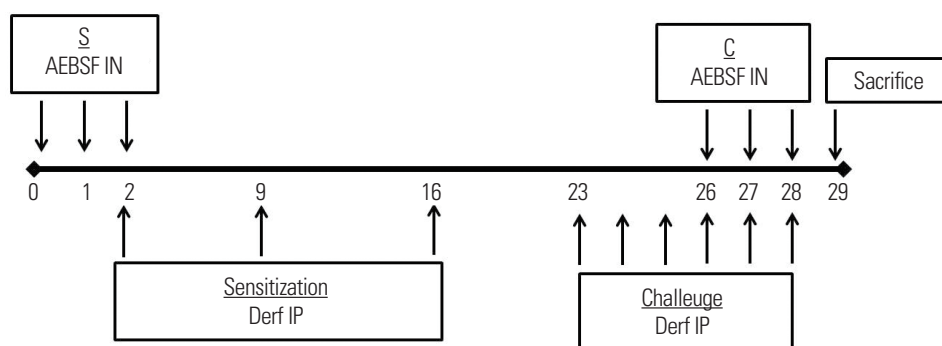 S
AEBSF IN
C
AEBSF IN
Sacrifice
0 1 2 9 16 23 26 27 28 29
Sensitization
Derf IP
Challeuge
Derf IP